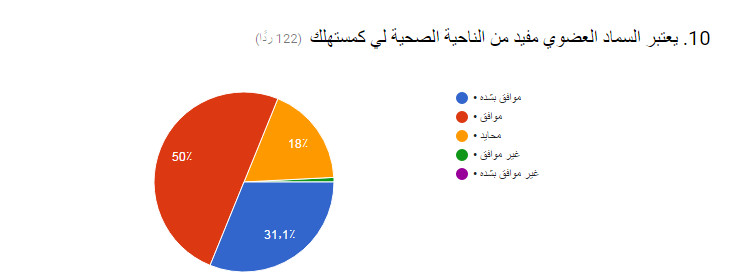 10. يعتبر السماد العضوي مفيد من الناحية الصحية لي كمستهلك (122 ردًا)
• موافق بشده
• موافق
• محايد
• غير موافق
• غير موافق بشده
50٪
18٪
31,1٪